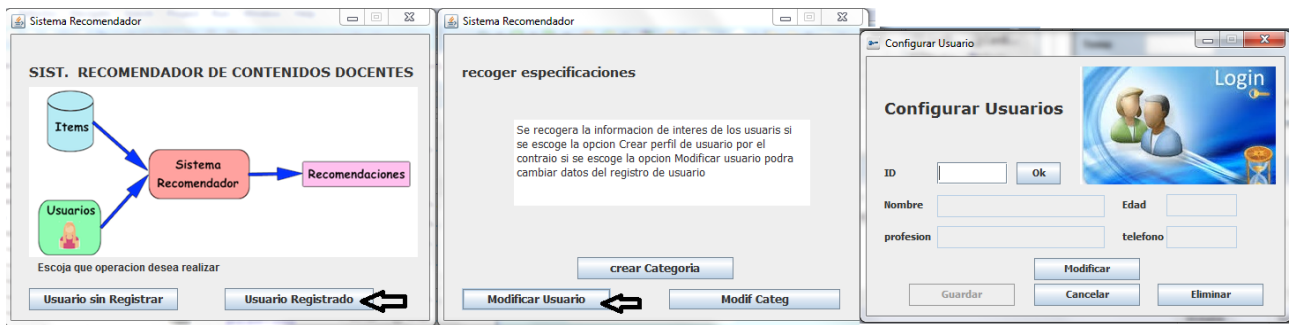 Sistema Recomendador
SIST. RECOMENDADOR DE CONTENIDOS DOCENTES
Items
Sistema
Recomendador
Recomendaciones
Usuarios
Escoja que operacion desea realizar
Usuario sin Registrar
Usuario Registrado
Sistema Recomendador
recoger especificaciones
Se recogera la informacion de interes de los usuaris si
se escoge la opcion Crear perfil de usuario por el
contraio si se escoge la opcion Modificar usuario podra
cambiar datos del registro de usuario
crear Categoria
Modificar Usuario
Modif Categ
Configurar Usuario
Login
Configurar Usuarios
ID
Ok
Nombre
Edad
profesion
telefono
Modificar
Guardar
Cancelar
Eliminar